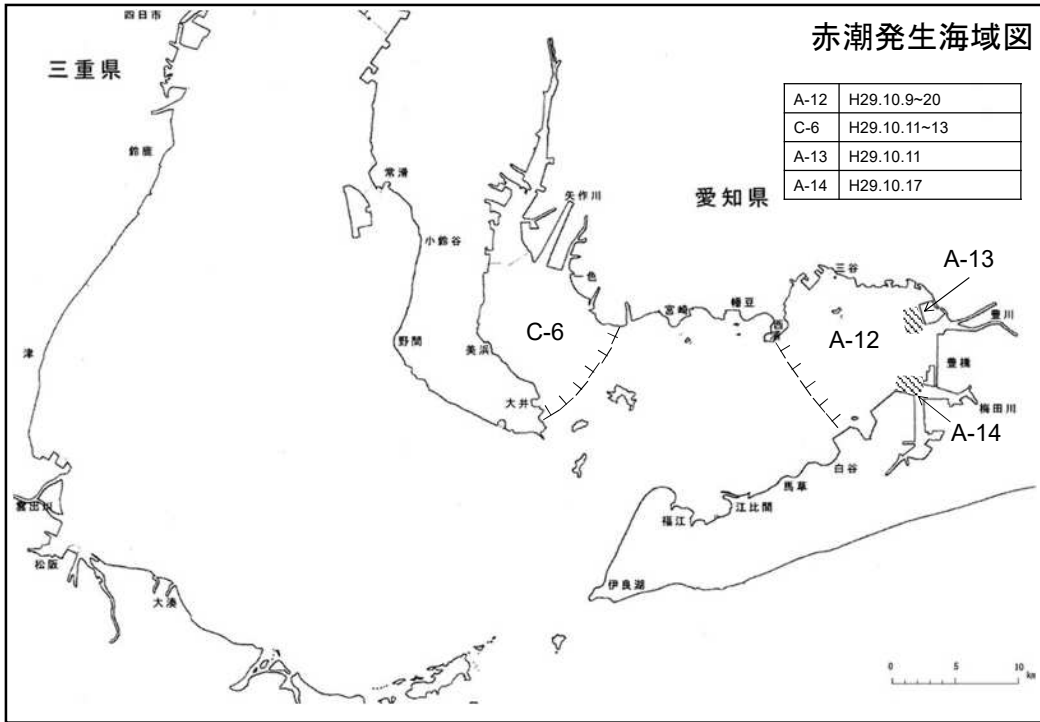 赤潮発生海域図
A-12 H29.10.9~20
C-6 H29.10.11~13
A-13 H29.10.11
A-14 H29.10.17
四日市
三重県
鈴鹿
常滑
矢作川
愛知県
小鈴谷
一色
三谷
A-13
宮崎
幡豆
西浦
豊川
C-6
A-12
津
野間
美浜
豊橋
大井
梅田川
A-14
白谷
馬草
江比間
福江
雲出川
松阪
伊良湖
大湊
0 5 10
km